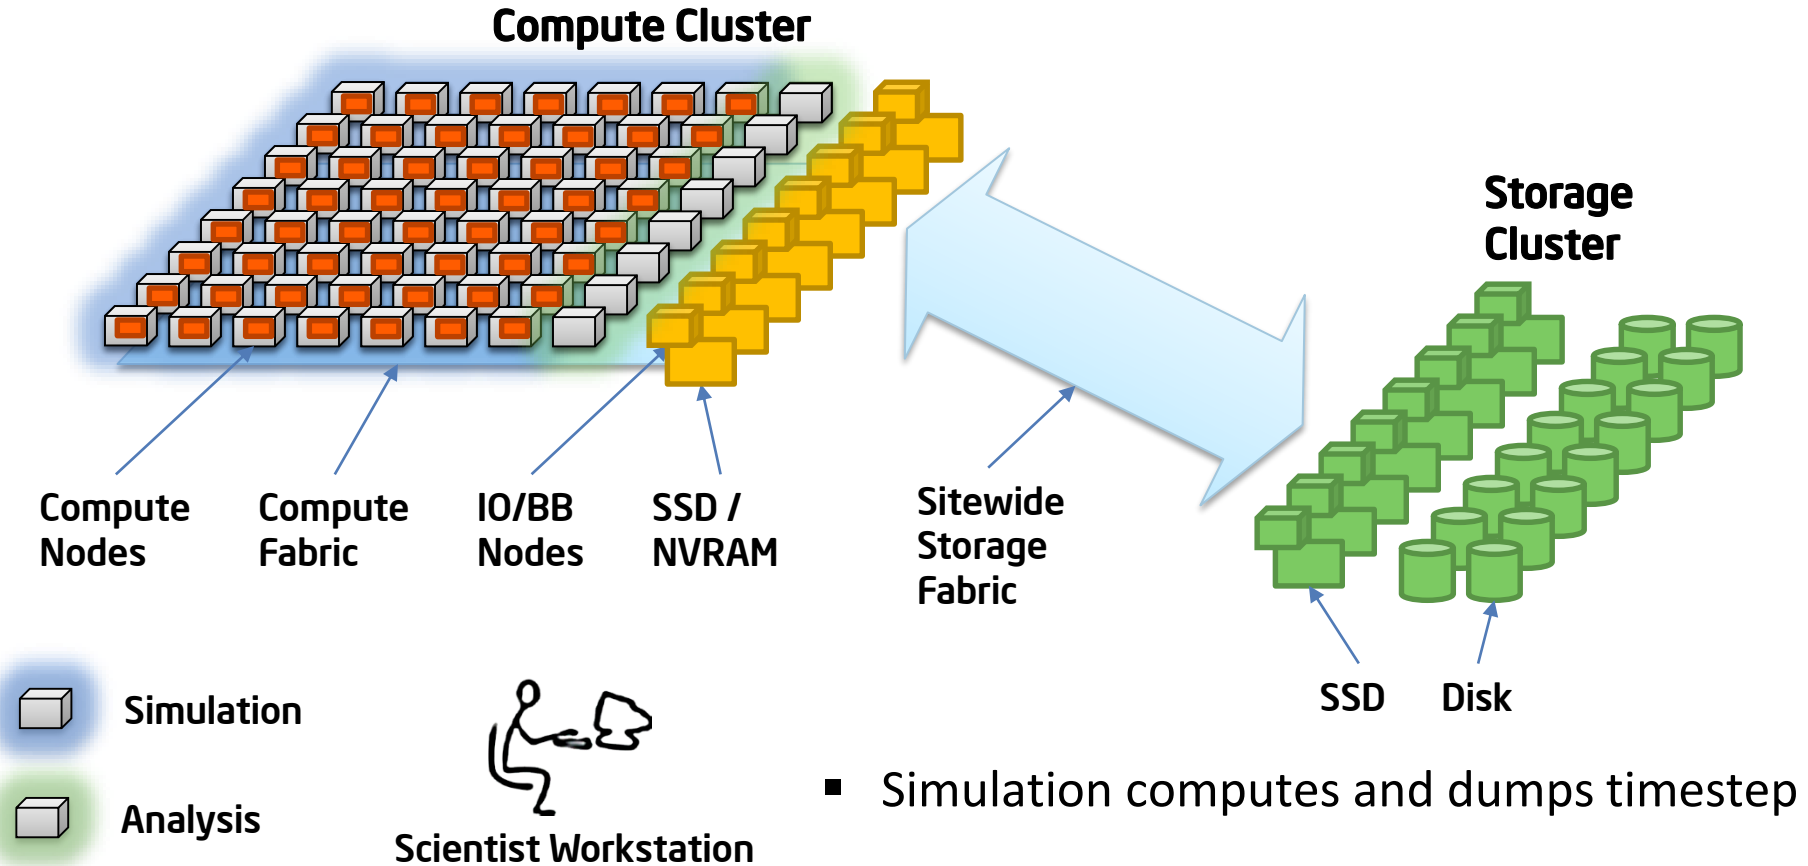 Compute Cluster
Storage
Cluster
Compute
Nodes
Compute
Fabric
IO/BB
Nodes
SSD /
NVRAM
Sitewide
Storage
Fabric
SSD
Disk
Simulation
Analysis
Scientist Workstation
▪ Simulation computes and dumps timestep